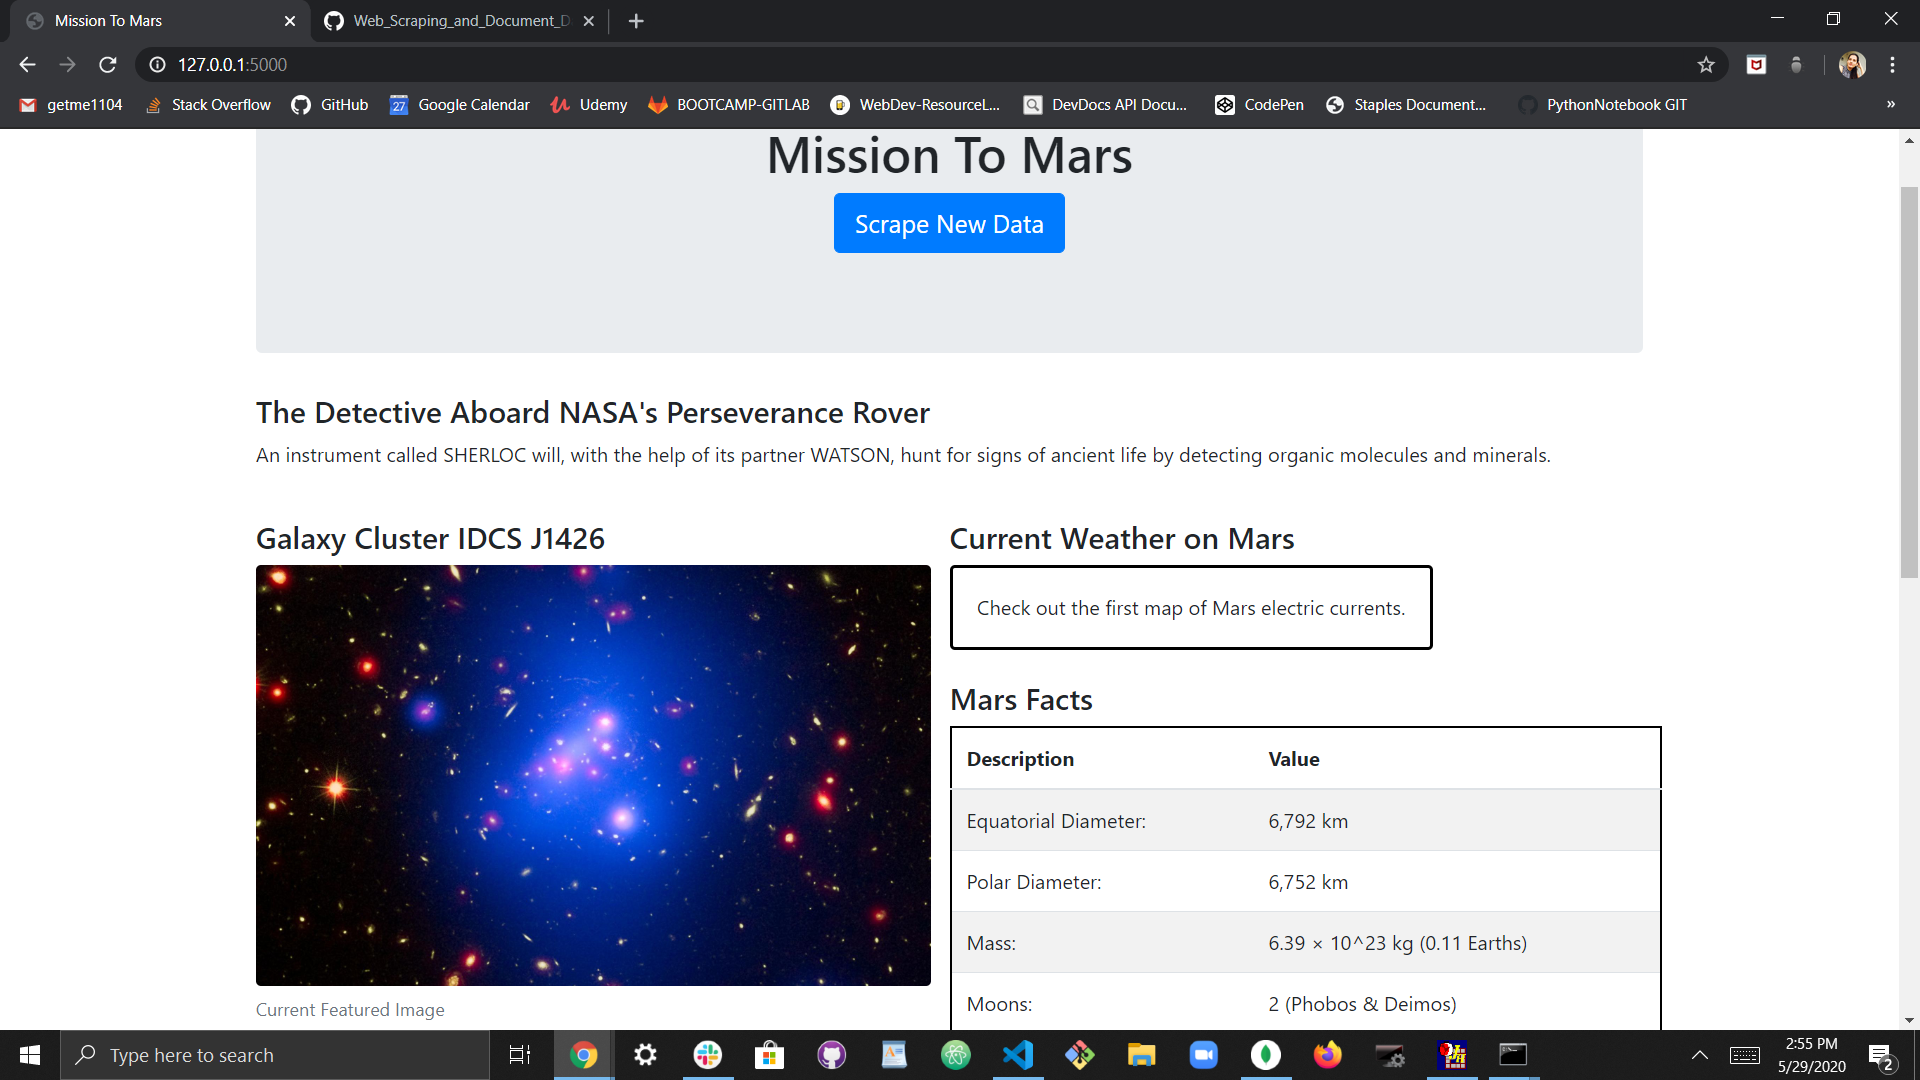 Mission To Mars
Web_Scraping_and_Document_D
127.0.0.1:5000
getme1104
Stack Overflow
GitHub
27
Google Calendar
Udemy
BOOTCAMP-GITLAB
WebDev-ResourceL...
DevDocs API Docu...
CodePen
Staples Document...
PythonNotebook GIT
»
Mission To Mars
Scrape New Data
The Detective Aboard NASA's Perseverance Rover
An instrument called SHERLOC will, with the help of its partner WATSON, hunt for signs of ancient life by detecting organic molecules and minerals.
Galaxy Cluster IDCS J1426
Current Weather on Mars
Check out the first map of Mars electric currents.
Mars Facts
Description Value
Equatorial Diameter: 6,792 km
Polar Diameter: 6,752 km
Mass: 6.39 × 10^23 kg (0.11 Earths)
Moons: 2 (Phobos & Deimos)
Current Featured Image
Type here to search
2:55 PM
5/29/2020
2